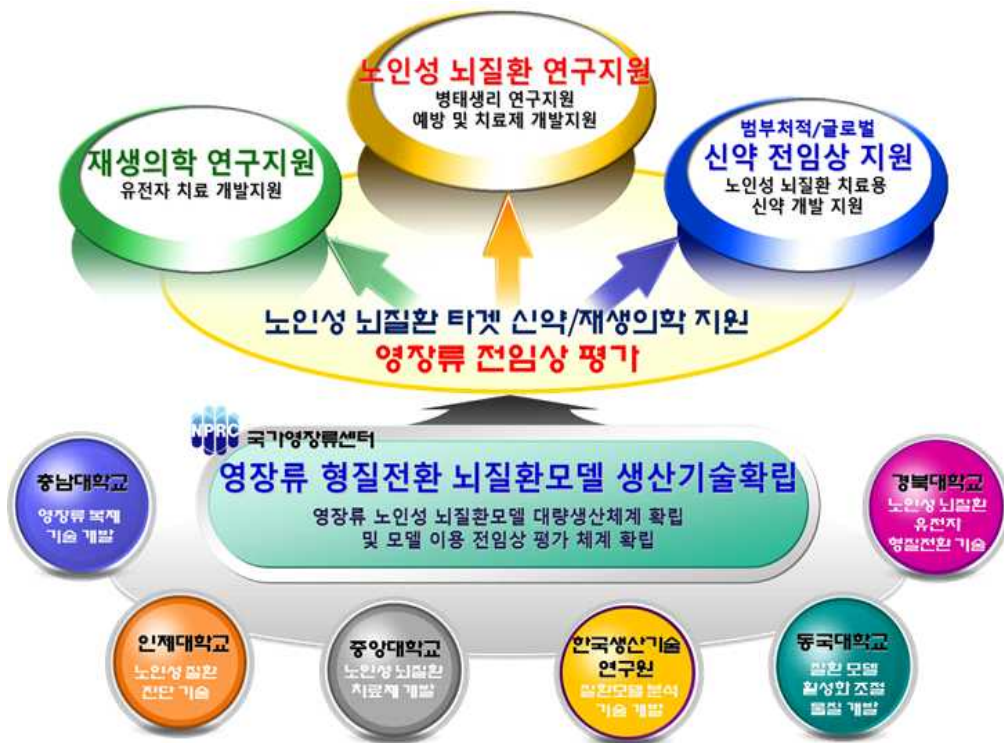 노인성 뇌질환 연구지원
병태생리 연구지원
예방 및 치료제 개발지원
재생의학 연구지원
유전자 치료 개발지원
범부처적/글로벌
신약 전임상 지원
노인성 뇌질환 치료용
신약 개발 지원
노인성 뇌질환 타겟 신약/재생의학 지원
영장류 전임상 평가
NPRC 국가영장류센터
영장류 형질전환 뇌질환모델 생산기술확립
영장류 노인성 뇌질환모델 대량생산체계 확립
및 모델 이용 전임상 평가 체계 확립
충남대학교
영장류 복제
기술 개발
경북대학교
노인성 뇌질환
유전자
형질전환 기술
인제대학교
노인성 질환
진단 기술
중앙대학교
노인성 뇌질환
치료제 개발
한국생산기술
연구원
질환모델 분석
기술 개발
동국대학교
질환 모델
활성화 조절
물질 개발